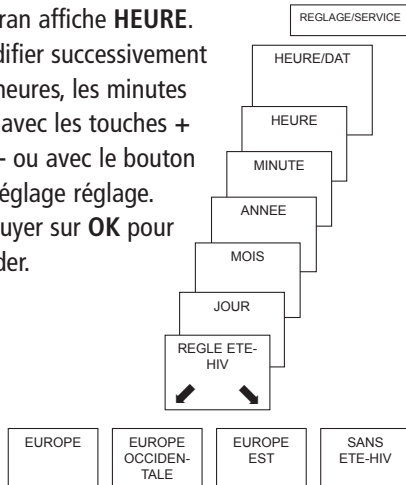 ran affiche HEURE.
difier successivement
heures, les minutes
avec les touches +
- ou avec le bouton
réglage réglage.
uyer sur OK pour
der.
REGLAGE/SERVICE
HEURE/DAT
HEURE
MINUTE
ANNEE
MOIS
JOUR
REGLE ETE-
HIV
EUROPE
EUROPE
OCCIDEN-
TALE
EUROPE
EST
SANS
ETE-HIV